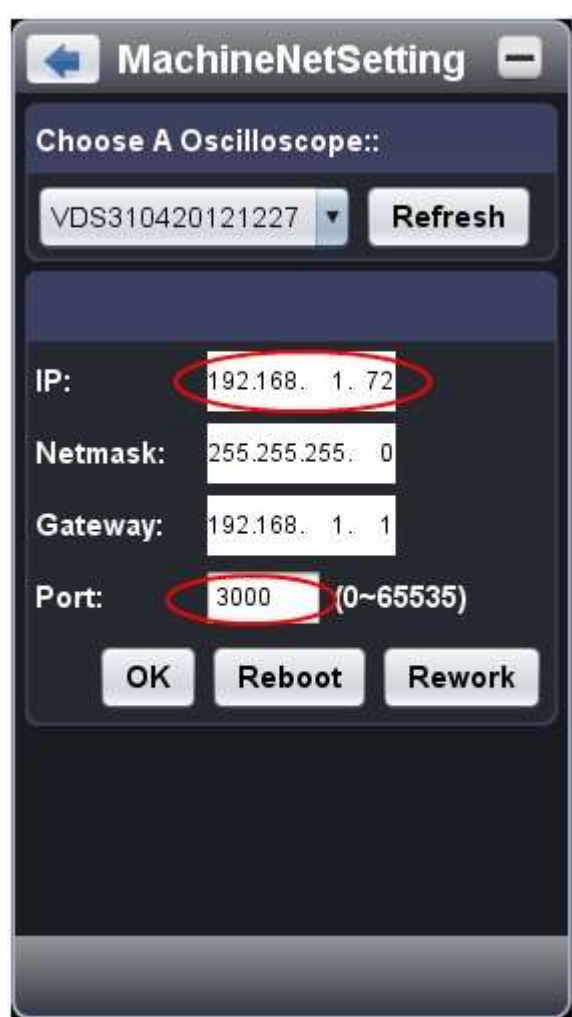 MachineNetSetting
Choose A Oscilloscope::
VDS310420121227 Refresh
IP: 192.168. 1. 72
Netmask: 255.255.255. 0
Gateway: 192.168. 1. 1
Port: 3000 (0~65535)
OK Reboot Rework